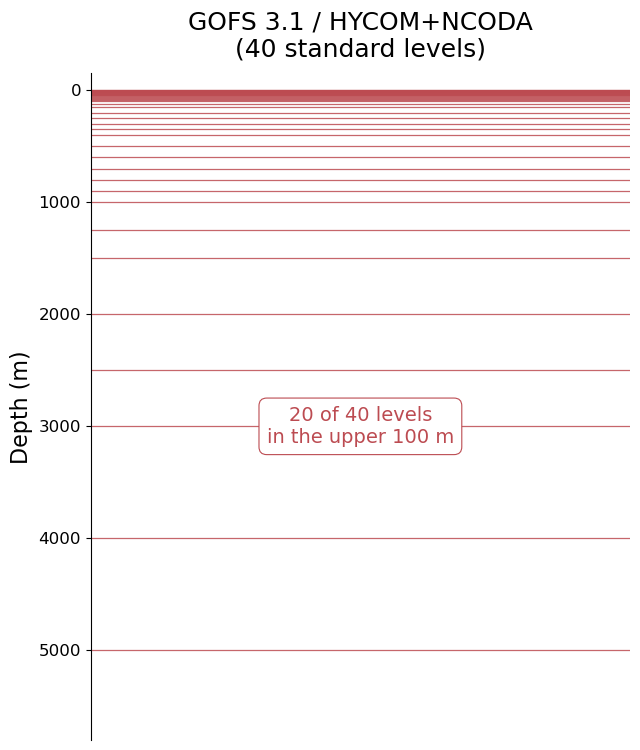 GOFS 3.1 / HYCOM+NCODA
(40 standard levels)
0
1000
2000
3000
4000
5000
Depth (m)
20 of 40 levels
in the upper 100 m